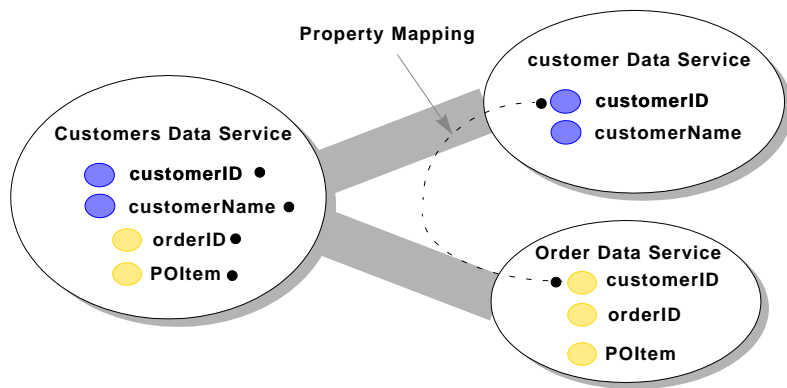 Property Mapping
customer Data Service
customerID
customerName
Customers Data Service
customerID
customerName
orderID
POItem
Order Data Service
customerID
orderID
POItem